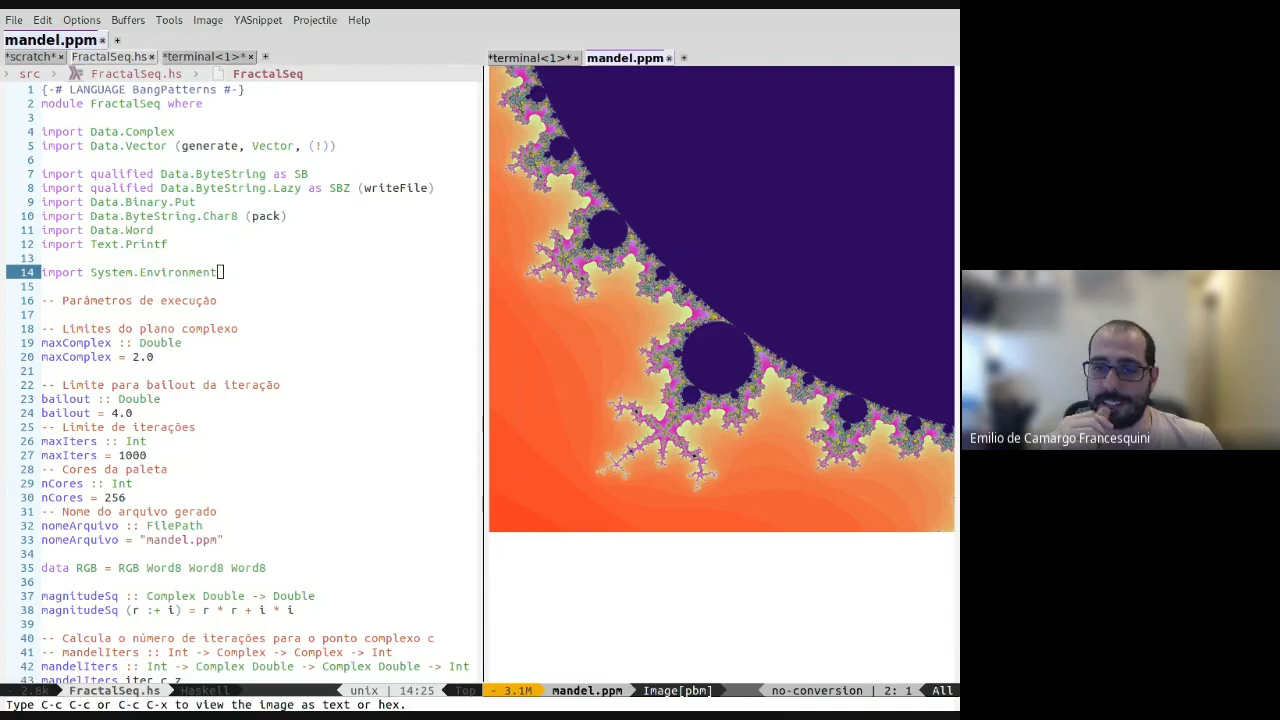 File Edit Options Buffers Tools Image YASnippet Projectile Help
mandel.ppm
*scratch* FractalSeq.hs *terminal<1>*
src FractalSeq.hs FractalSeq
1 {-# LANGUAGE BangPatterns #-}
2 module FractalSeq where
3
4 import Data.Complex
5 import Data.Vector (generate, Vector, (!))
6
7 import qualified Data.ByteString as SB
8 import qualified Data.ByteString.Lazy as SBZ (writeFile)
9 import Data.Binary.Put
10 import Data.ByteString.Char8 (pack)
11 import Data.Word
12 import Text.Printf
13
14 import System.Environment
15
16 -- Parâmetros de execução
17
18 -- Limites do plano complexo
19 maxComplex :: Double
20 maxComplex = 2.0
21
22 -- Limite para bailout da iteração
23 bailout :: Double
24 bailout = 4.0
25 -- Limite de iterações
26 maxIters :: Int
27 maxIters = 1000
28 -- Cores da paleta
29 nCores :: Int
30 nCores = 256
31 -- Nome do arquivo gerado
32 nomeArquivo :: FilePath
33 nomeArquivo = "mandel.ppm"
34
35 data RGB = RGB Word8 Word8 Word8
36
37 magnitudeSq :: Complex Double -> Double
38 magnitudeSq (r :+ i) = r * r + i * i
39
40 -- Calcula o número de iterações para o ponto complexo c
41 -- mandelIters :: Int -> Complex -> Complex -> Int
42 mandelIters :: Int -> Complex Double -> Complex Double -> Int
43 mandelIters iter c z
- 2.8k FractalSeq.hs Haskell unix | 14:25 Top
*terminal<1>* mandel.ppm
- 3.1M mandel.ppm Image[pbm] no-conversion | 2: 1 All
Type C-c C-c or C-c C-x to view the image as text or hex.
Emilio de Camargo Francesquini